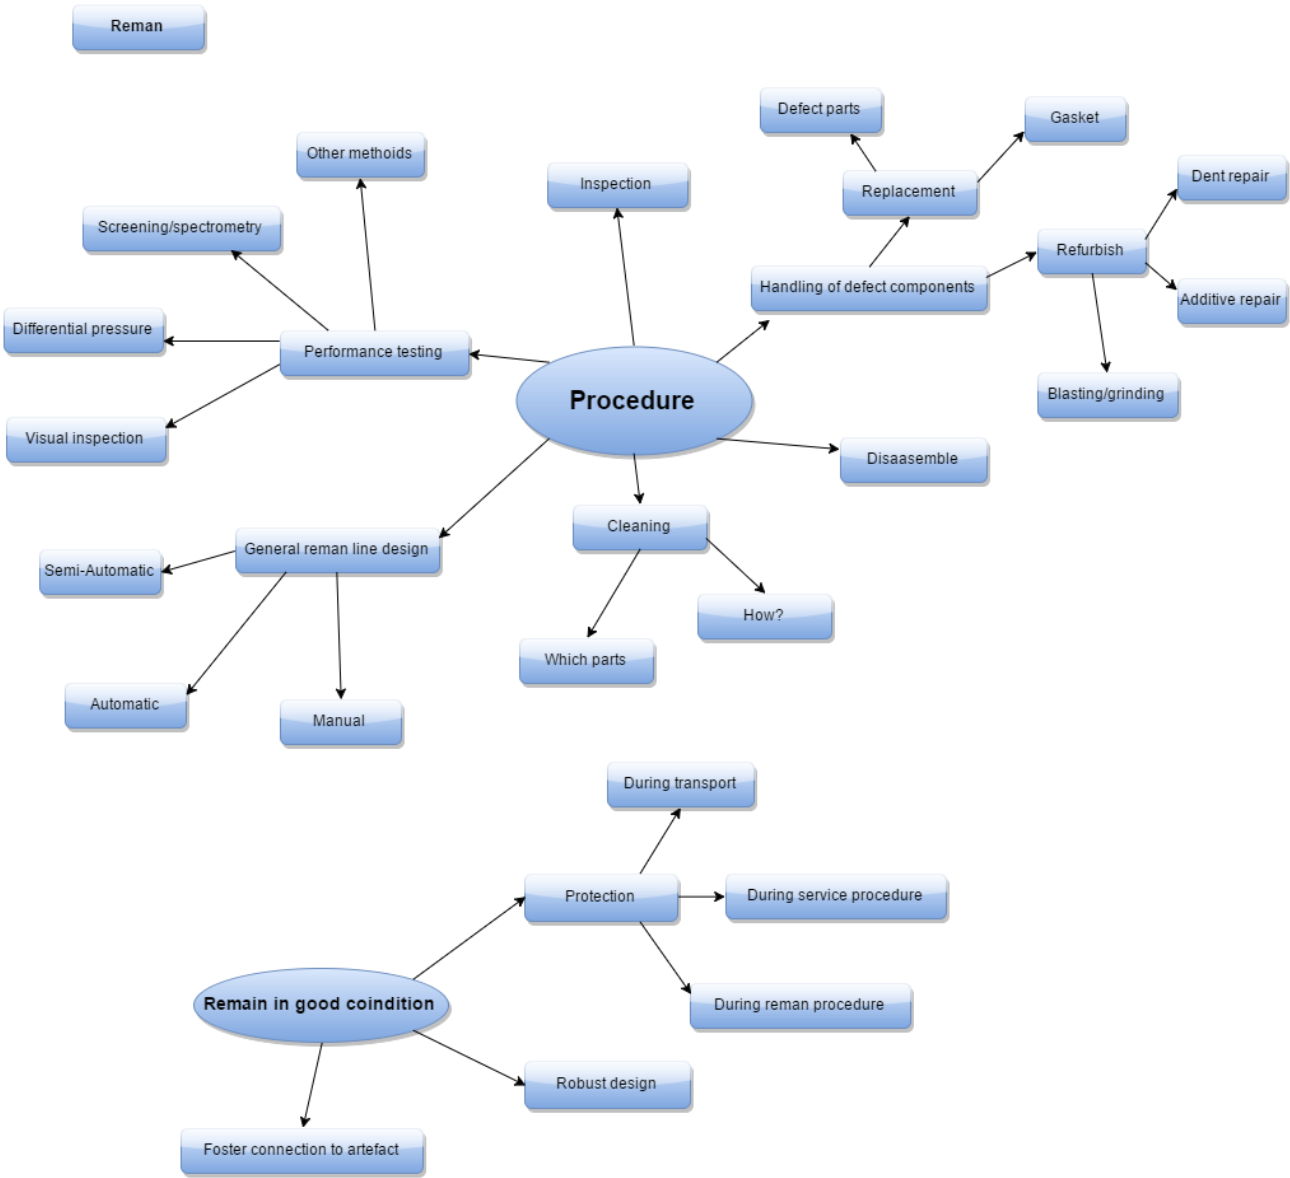 Reman
Defect parts
Gasket
Other methoids
Inspection
Replacement
Dent repair
Screening/spectrometry
Refurbish
Handling of defect components
Additive repair
Differential pressure
Performance testing
Procedure
Blasting/grinding
Visual inspection
Disaasemble
Cleaning
General reman line design
Semi-Automatic
How?
Which parts
Automatic
Manual
During transport
Protection
During service procedure
Remain in good coindition
During reman procedure
Robust design
Foster connection to artefact